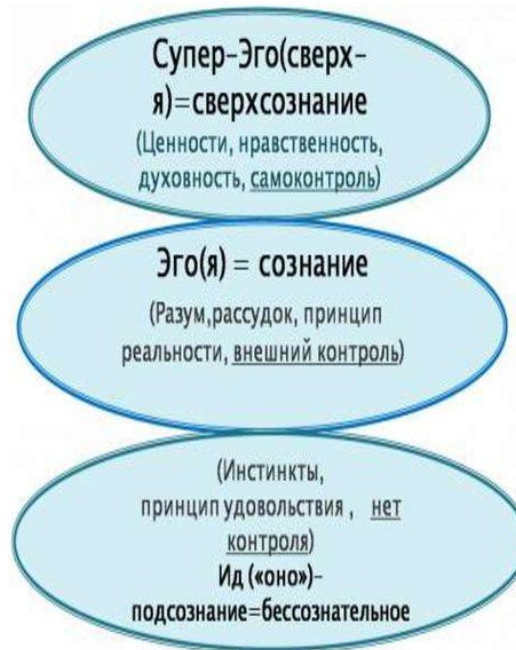 Супер-Эго(сверх-
я)=сверхсознание
(Ценности, нравственность,
духовность, самоконтроль)
Эго(я) = сознание
(Разум,рассудок, принцип
реальности, внешний контроль)
(Инстинкты,
принцип удовольствия , нет
контроля)
Ид («оно»)-
подсознание=бессознательное